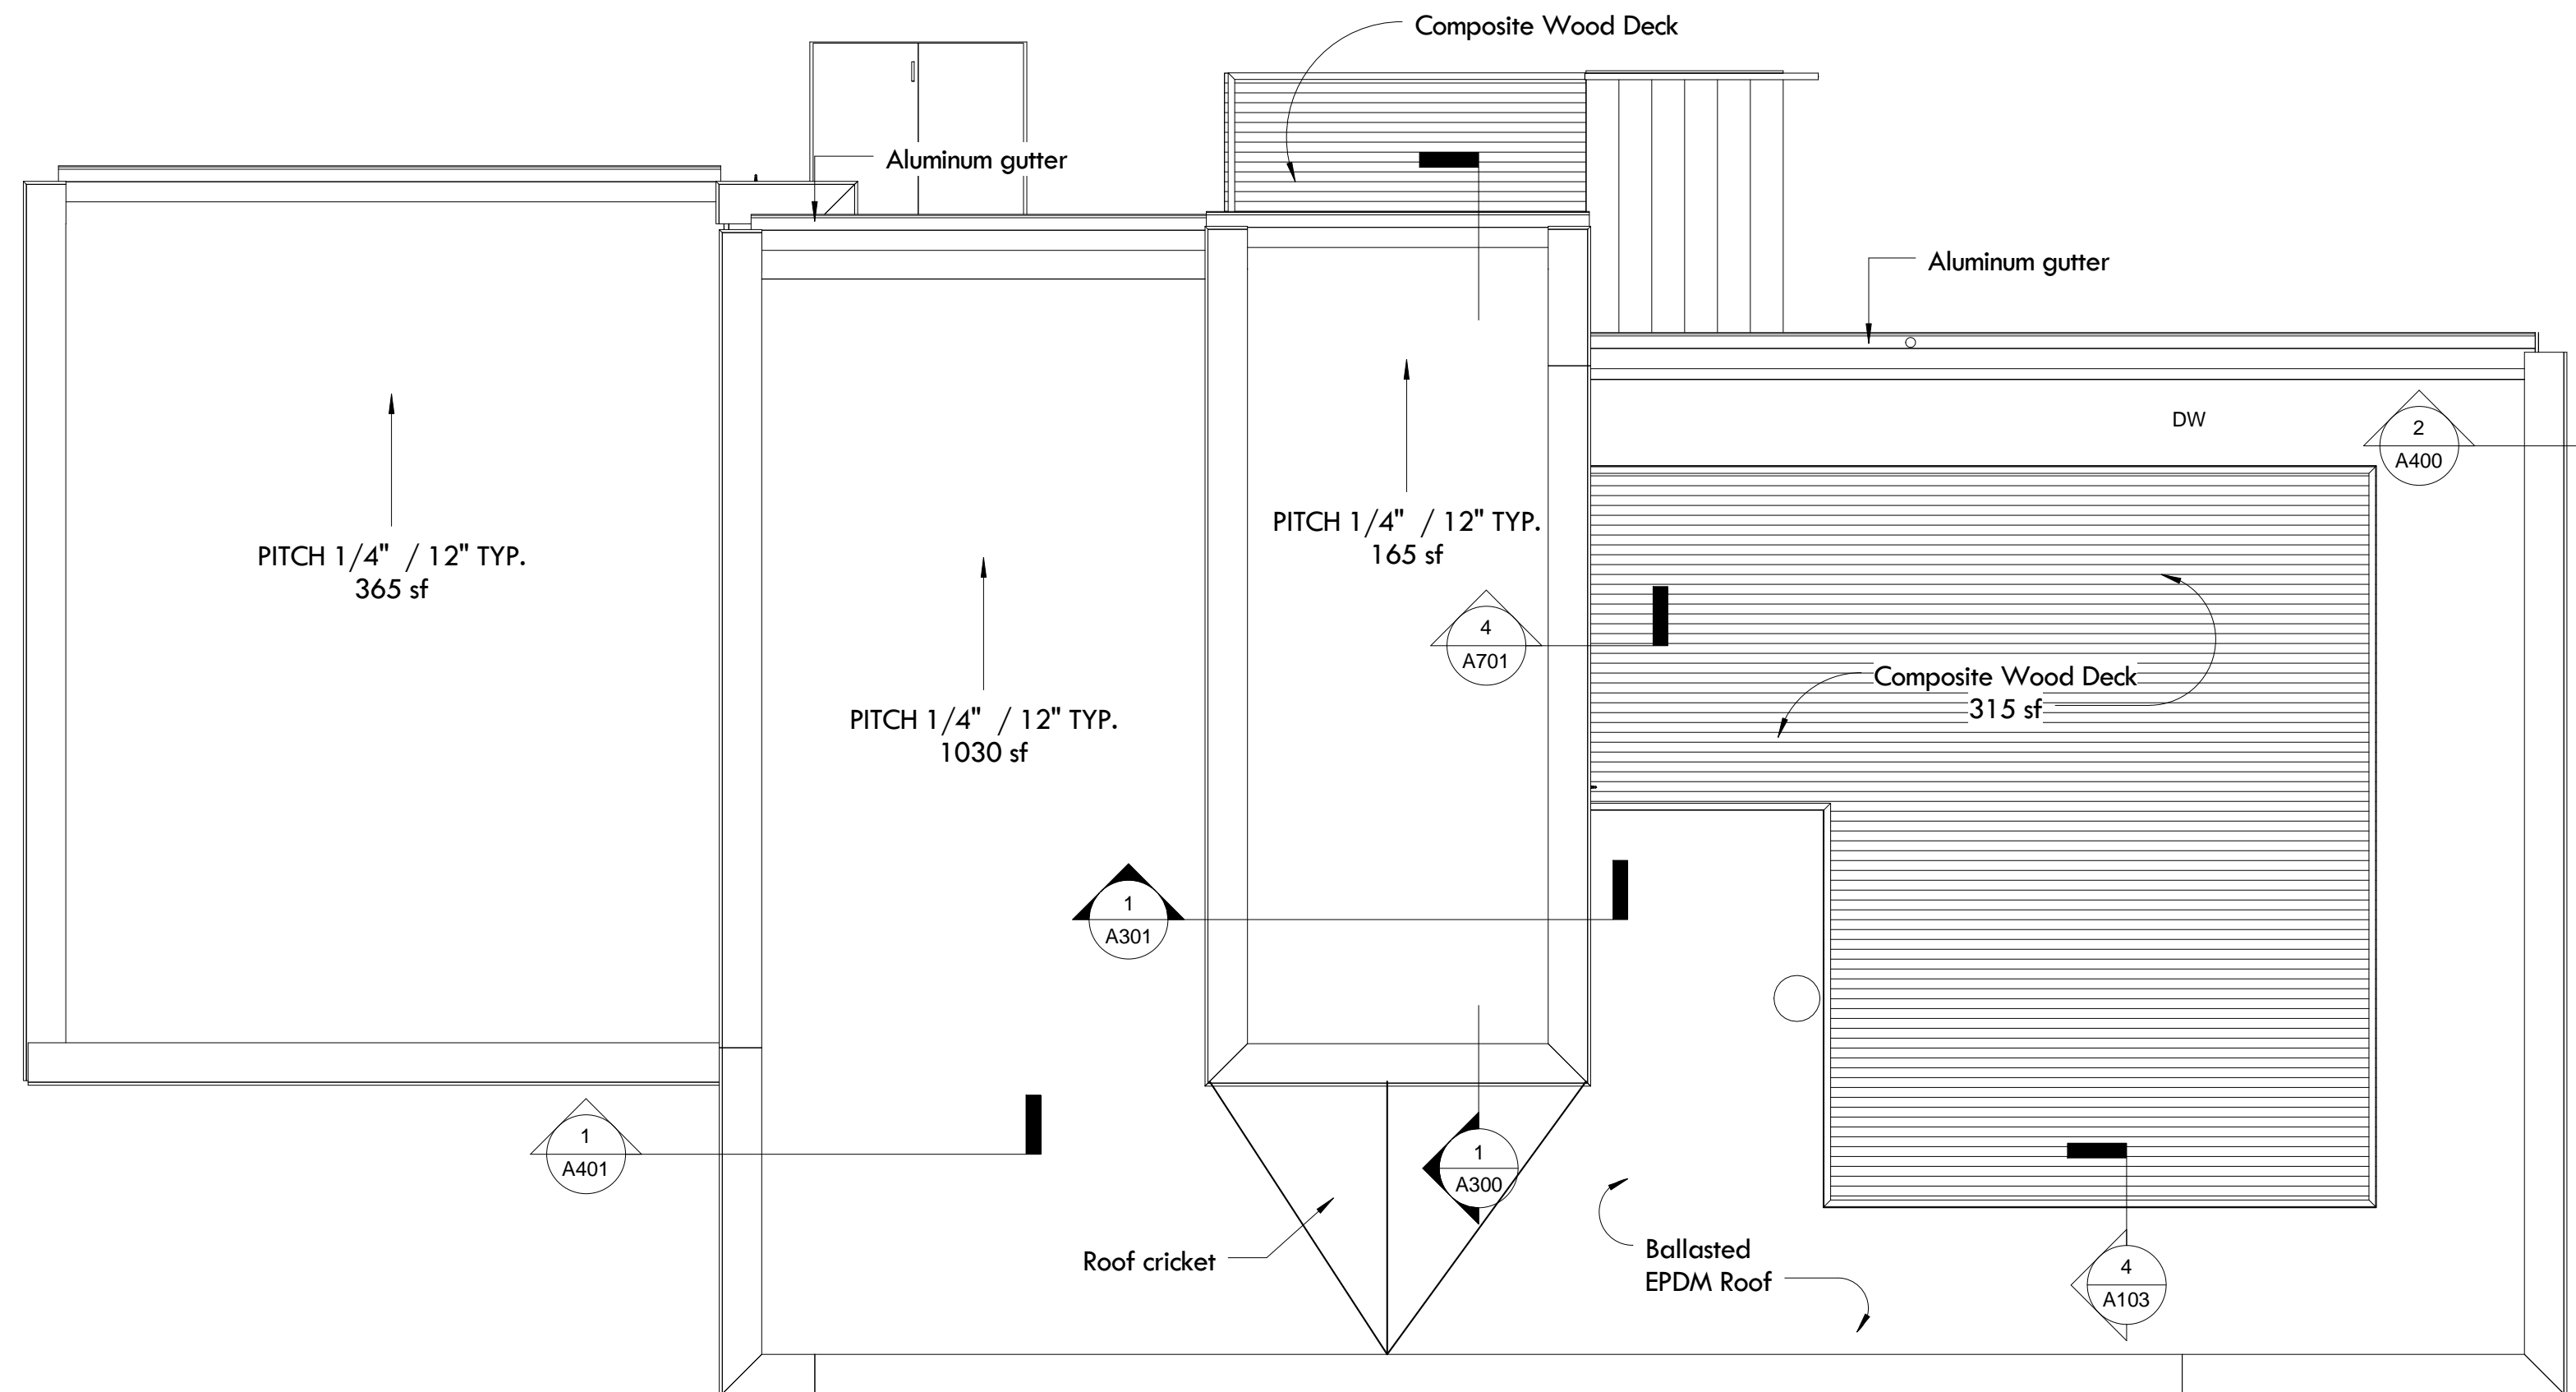 Composite Wood Deck
Aluminum gutter
Aluminum gutter
DW
2
A400
PITCH 1/4" / 12" TYP.
365 sf
PITCH 1/4" / 12" TYP.
165 sf
4
A701
Composite Wood Deck
315 sf
PITCH 1/4" / 12" TYP.
1030 sf
1
A301
1
A401
1
A300
Roof cricket
Ballasted
EPDM Roof
4
A103